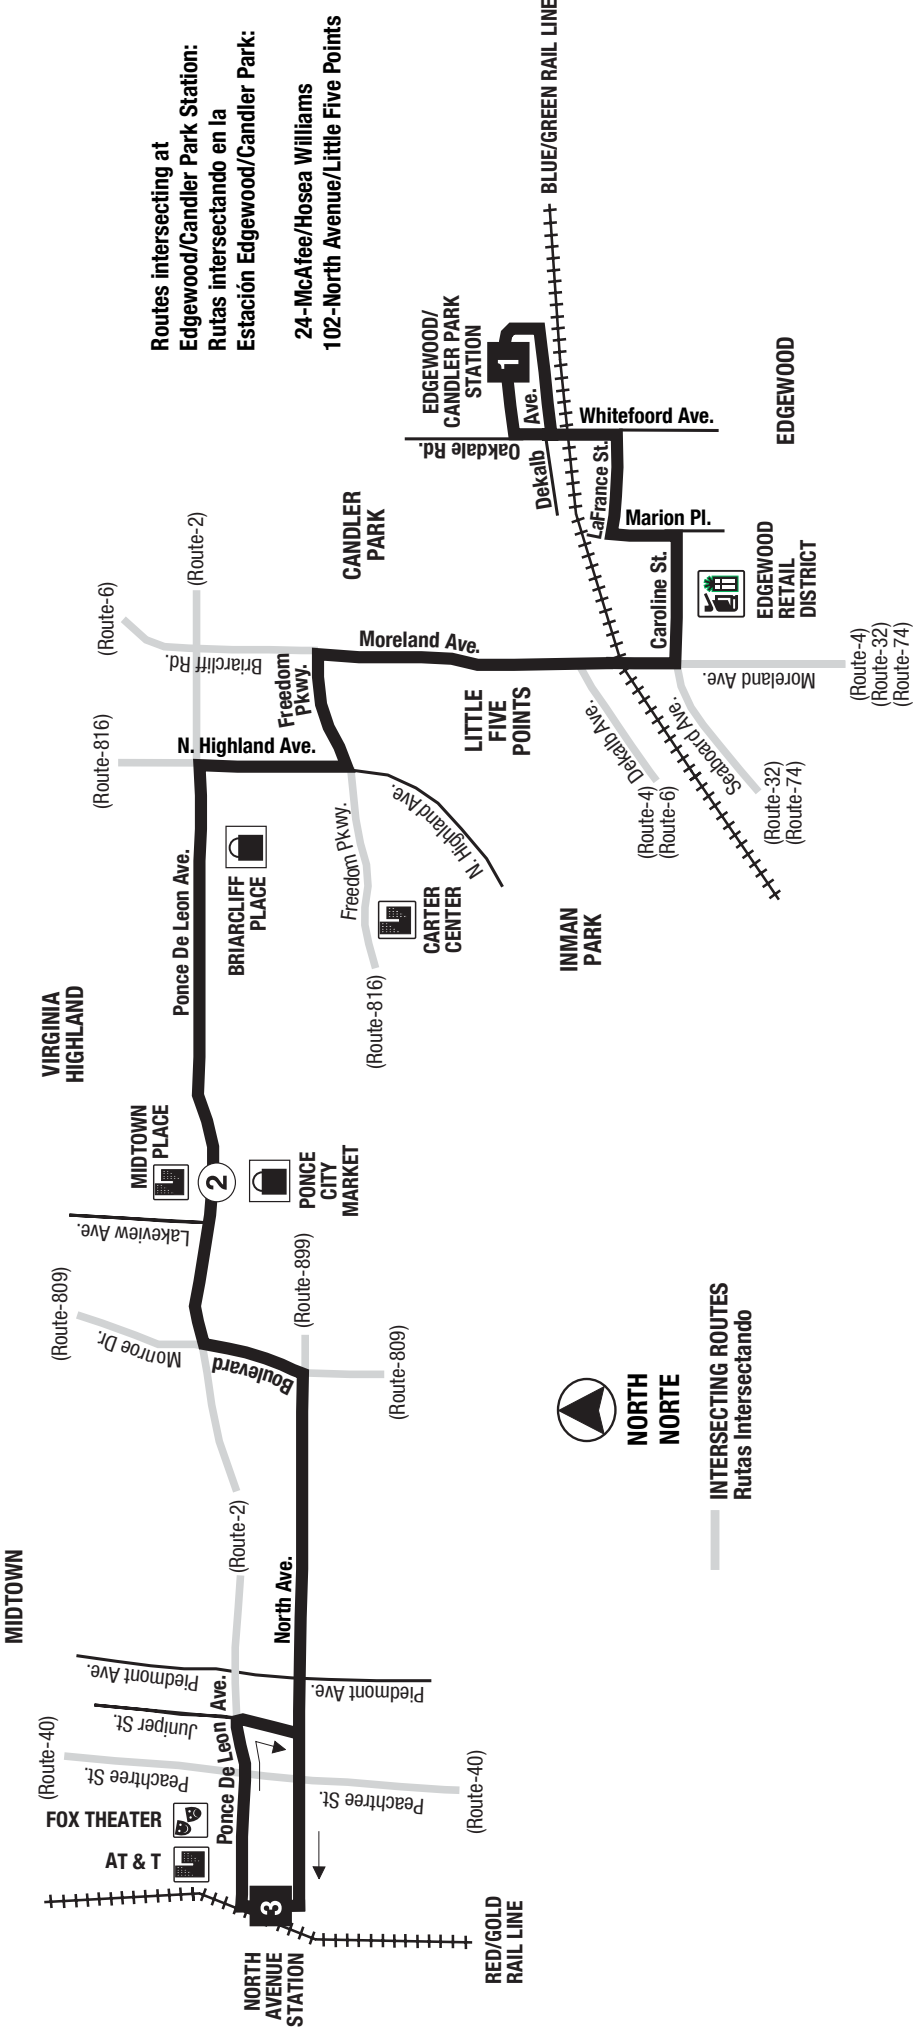 MIDTOWN
VIRGINIA
HIGHLAND
Routes intersecting at
Edgewood/Candler Park Station:
Rutas intersectando en la
Estación Edgewood/Candler Park:
24-McAfee/Hosea Williams
102-North Avenue/Little Five Points
(Route-40)
FOX THEATER
AT & T
Peachtree St.
Juniper St.
Piedmont Ave.
Ponce De Leon Ave.
3
NORTH
AVENUE
STATION
RED/GOLD
RAIL LINE
Peachtree St.
(Route-40)
Piedmont Ave.
North Ave.
(Route-2)
(Route-809)
Monroe Dr.
Boulevard
(Route-899)
(Route-809)
Lakeview Ave.
MIDTOWN
PLACE
2
PONCE
CITY
MARKET
Ponce De Leon Ave.
BRIARCLIFF
PLACE
(Route-816)
N. Highland Ave.
(Route-6)
(Route-2)
Briarcliff Rd.
Freedom
Pkwy.
Freedom Pkwy.
(Route-816)
CARTER
CENTER
N. Highland Ave.
Moreland Ave.
CANDLER
PARK
LITTLE
FIVE
POINTS
INMAN
PARK
EDGEWOOD/
CANDLER PARK
STATION
1
Oakdale Rd.
Dekalb
Ave.
BLUE/GREEN RAIL LINE
Whitefoord Ave.
LaFrance St.
Marion Pl.
Caroline St.
EDGEWOOD
EDGEWOOD
RETAIL
DISTRICT
Dekalb Ave.
(Route-4)
(Route-6)
Seaboard Ave.
(Route-32)
(Route-74)
Moreland Ave.
(Route-4)
(Route-32)
(Route-74)
NORTH
NORTE
INTERSECTING ROUTES
Rutas Intersectando